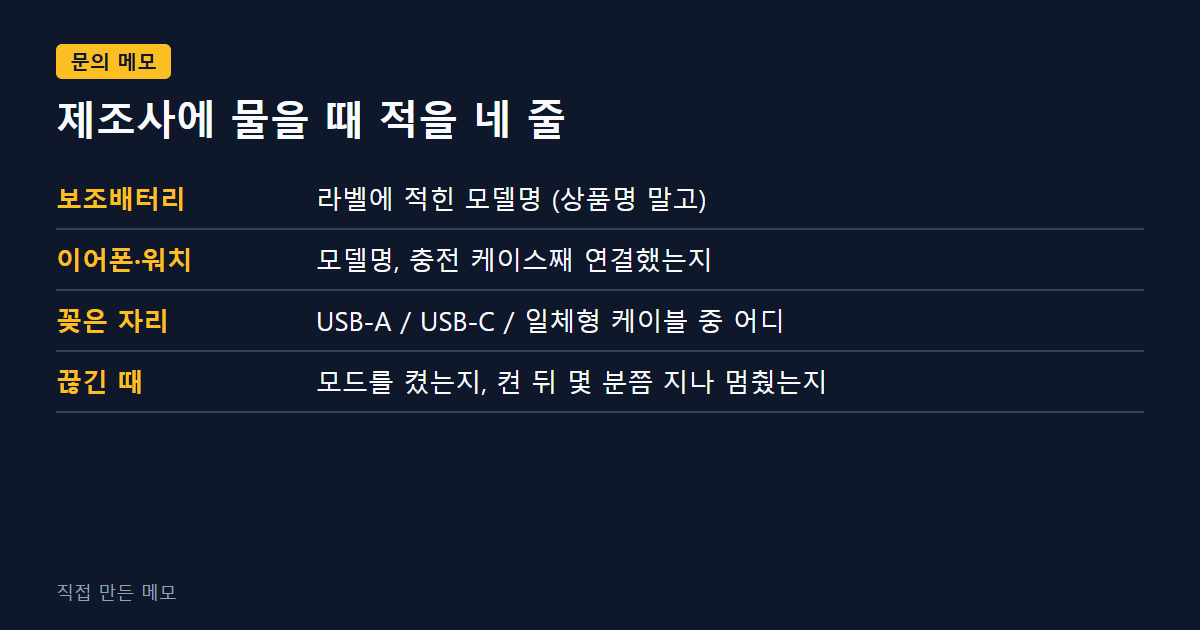 문의 메모
제조사에 물을 때 적을 네 줄
보조배터리 라벨에 적힌 모델명 (상품명 말고)
이어폰·워치 모델명, 충전 케이스째 연결했는지
꽂은 자리 USB-A / USB-C / 일체형 케이블 중 어디
끊긴 때 모드를 켰는지, 켠 뒤 몇 분쯤 지나 멈췄는지
직접 만든 메모